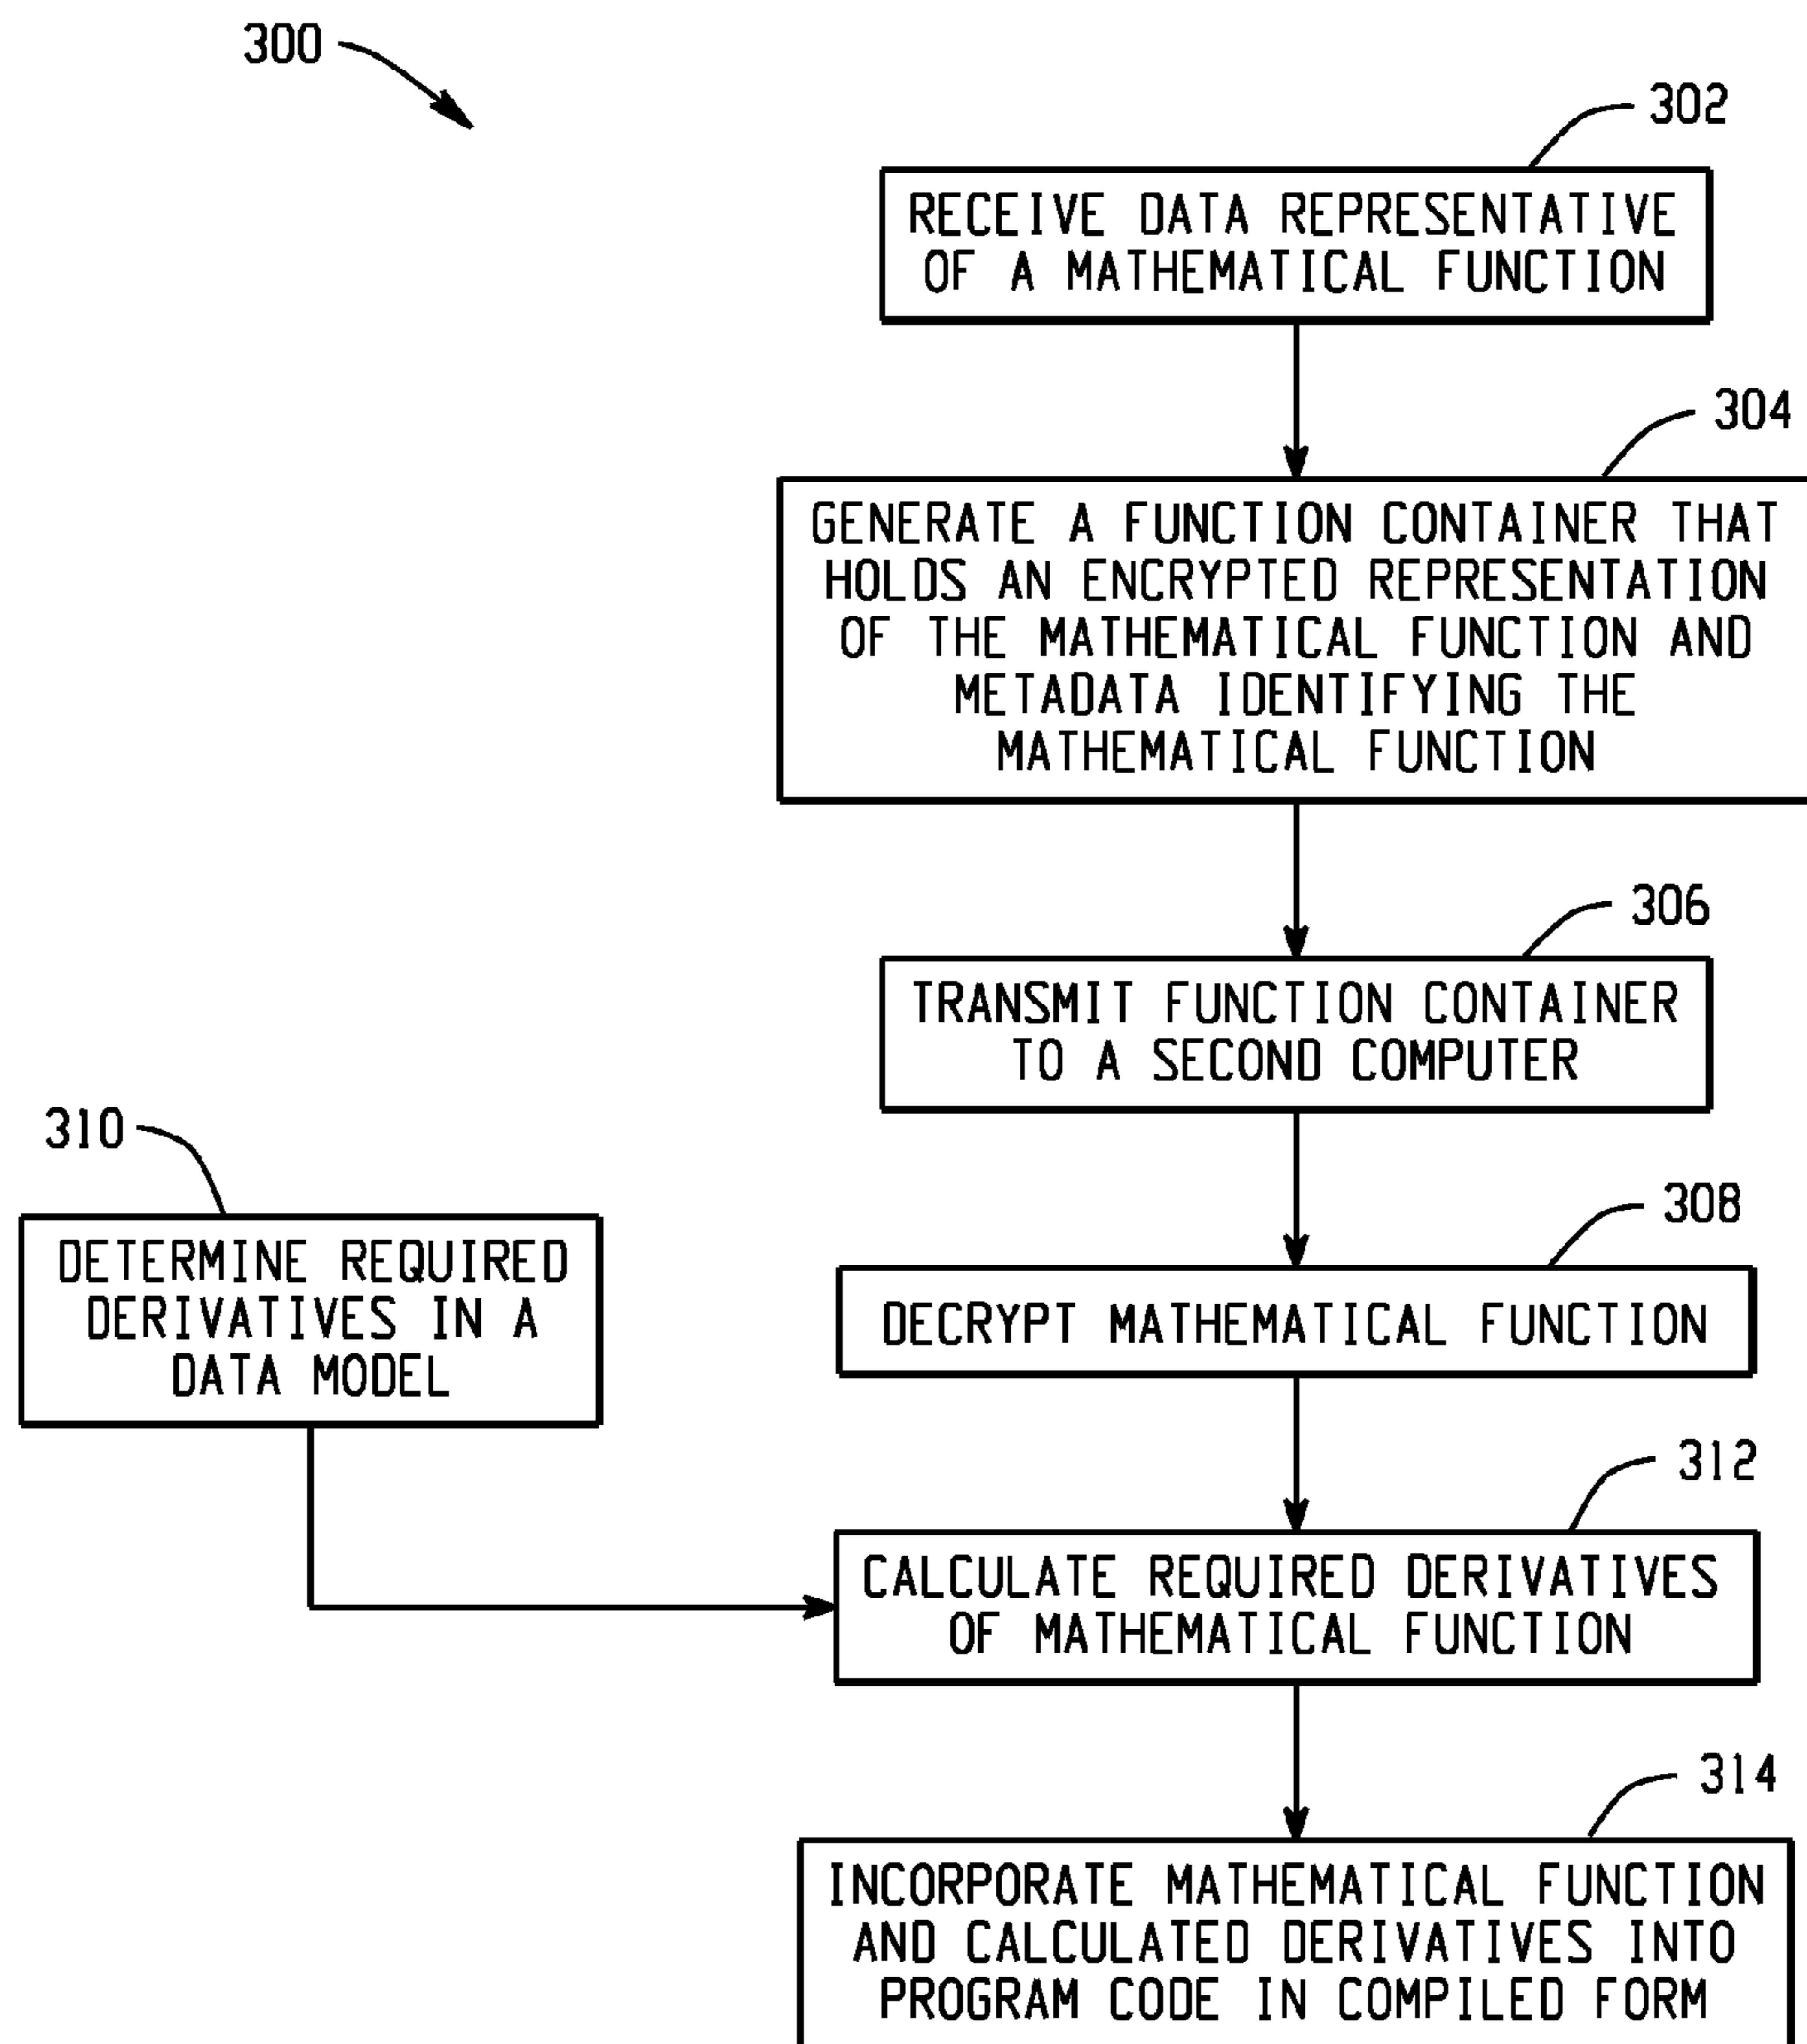 300
302
RECEIVE DATA REPRESENTATIVE
OF A MATHEMATICAL FUNCTION
304
GENERATE A FUNCTION CONTAINER THAT
HOLDS AN ENCRYPTED REPRESENTATION
OF THE MATHEMATICAL FUNCTION AND
METADATA IDENTIFYING THE
MATHEMATICAL FUNCTION
306
TRANSMIT FUNCTION CONTAINER
TO A SECOND COMPUTER
310
DETERMINE REQUIRED
DERIVATIVES IN A
DATA MODEL
308
DECRYPT MATHEMATICAL FUNCTION
312
CALCULATE REQUIRED DERIVATIVES
OF MATHEMATICAL FUNCTION
314
INCORPORATE MATHEMATICAL FUNCTION
AND CALCULATED DERIVATIVES INTO
PROGRAM CODE IN COMPILED FORM